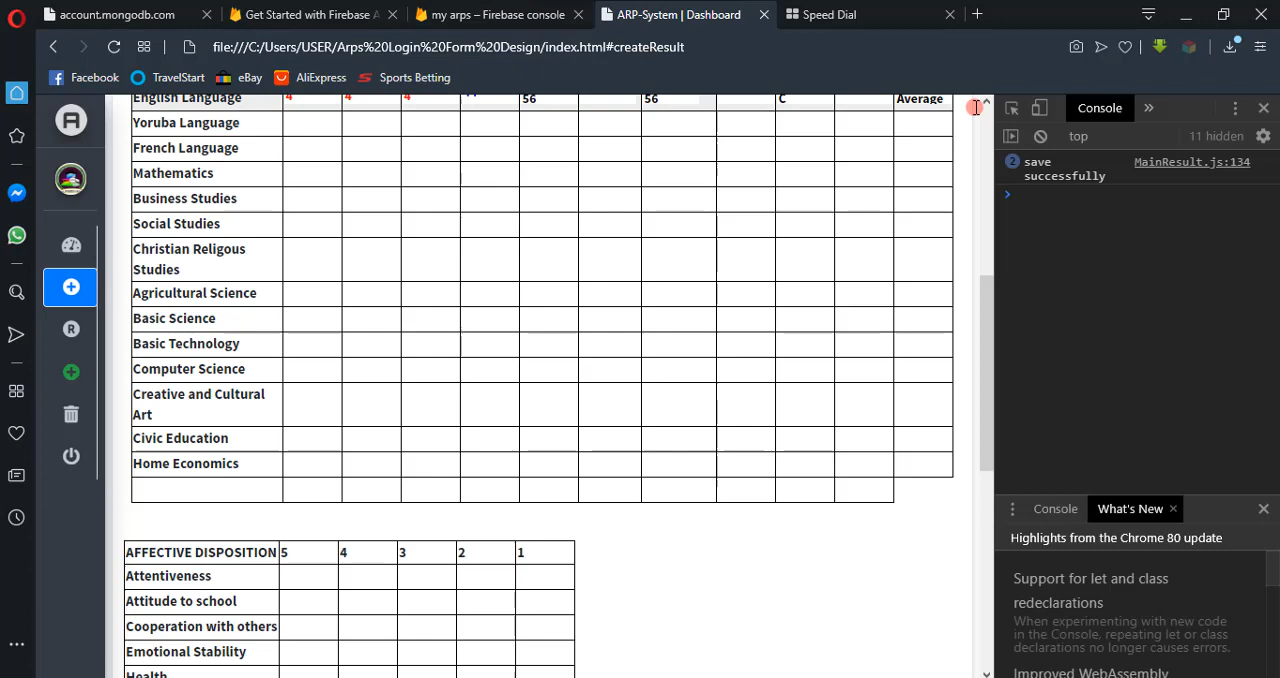 account.mongodb.com
Get Started with Firebase A
my arps – Firebase console
ARP-System | Dashboard
Speed Dial
file:///C:/Users/USER/Arps%20Login%20Form%20Design/index.html#createResult
Facebook TravelStart eBay AliExpress Sports Betting
English Language 4 4 4 56 56 C Average
Yoruba Language
French Language
Mathematics
Business Studies
Social Studies
Christian Religous
Studies
Agricultural Science
Basic Science
Basic Technology
Computer Science
Creative and Cultural
Art
Civic Education
Home Economics
AFFECTIVE DISPOSITION 5 4 3 2 1
Attentiveness
Attitude to school
Cooperation with others
Emotional Stability
Health
A
R
Console
top 11 hidden
2 save MainResult.js:134
successfully
Console What's New
Highlights from the Chrome 80 update
Support for let and class
redeclarations
When experimenting with new code
in the Console, repeating let or class
declarations no longer causes errors.
Improved WebAssembly